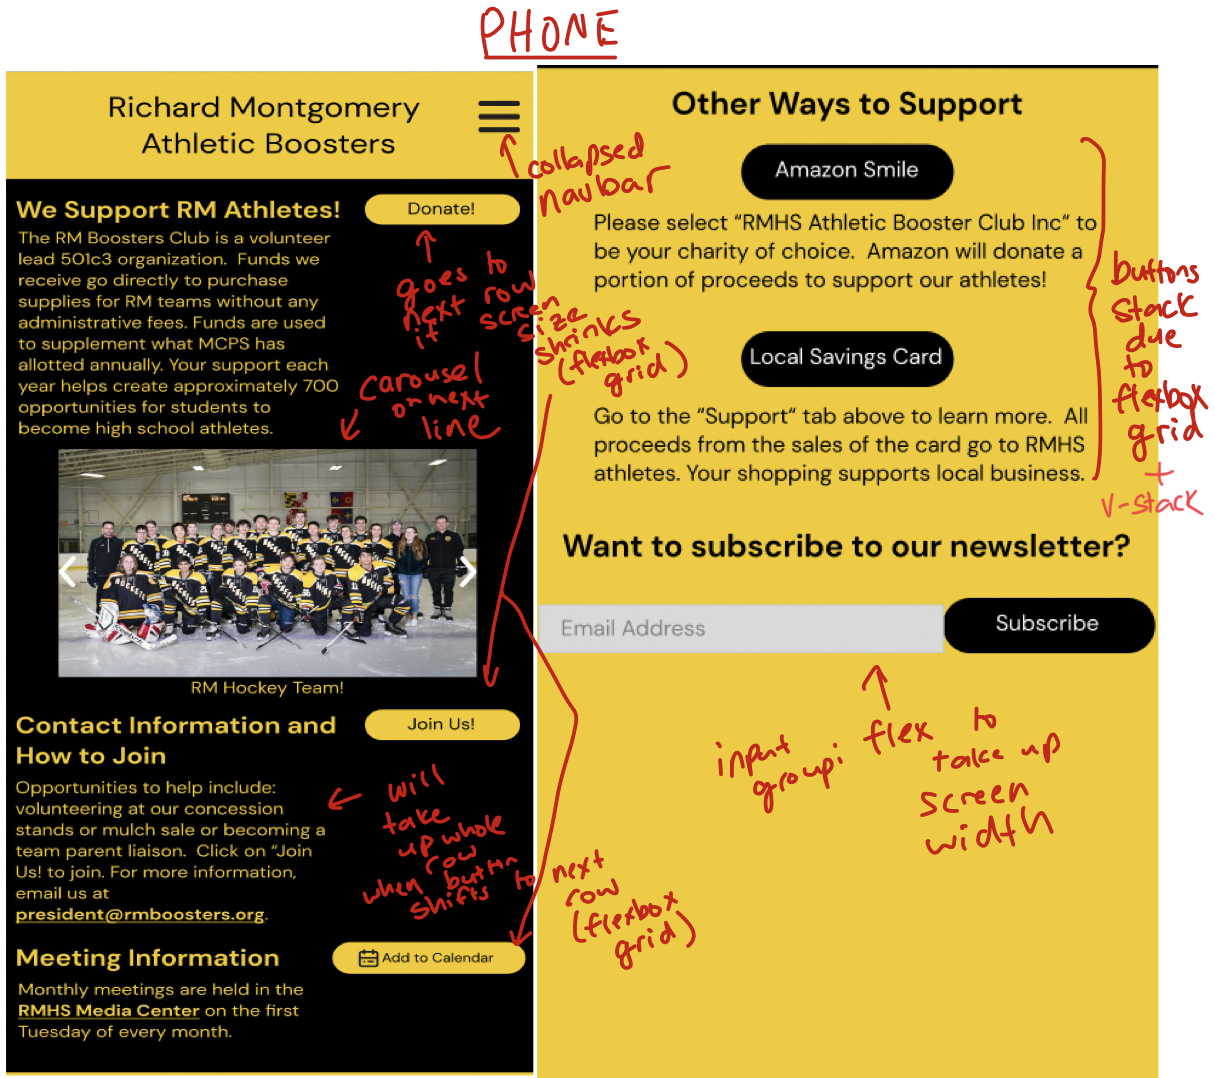 PHONE
Richard Montgomery
Athletic Boosters
collapsed
navbar
We Support RM Athletes!
Donate!
The RM Boosters Club is a volunteer
lead 501c3 organization. Funds we
receive go directly to purchase
supplies for RM teams without any
administrative fees. Funds are used
to supplement what MCPS has
allotted annually. Your support each
year helps create approximately 700
opportunities for students to
become high school athletes.
goes to
next row
if screen
size
shrinks
(flexbox
grid)
carousel
on next
line
ROCKETS
RM Hockey Team!
Contact Information and
How to Join
Join Us!
Opportunities to help include:
volunteering at our concession
stands or mulch sale or becoming a
team parent liaison. Click on “Join
Us! to join. For more information,
email us at
president@rmboosters.org.
will
take
up whole
row
when button
shifts to next
row
(flexbox
grid)
Meeting Information
Add to Calendar
Monthly meetings are held in the
RMHS Media Center on the first
Tuesday of every month.
Other Ways to Support
Amazon Smile
Please select “RMHS Athletic Booster Club Inc“ to
be your charity of choice. Amazon will donate a
portion of proceeds to support our athletes!
Local Savings Card
Go to the “Support“ tab above to learn more. All
proceeds from the sales of the card go to RMHS
athletes. Your shopping supports local business.
buttons
stack
due
to
flexbox
grid
+
v-stack
Want to subscribe to our newsletter?
Email Address
Subscribe
input
group: flex to
take up
screen
width